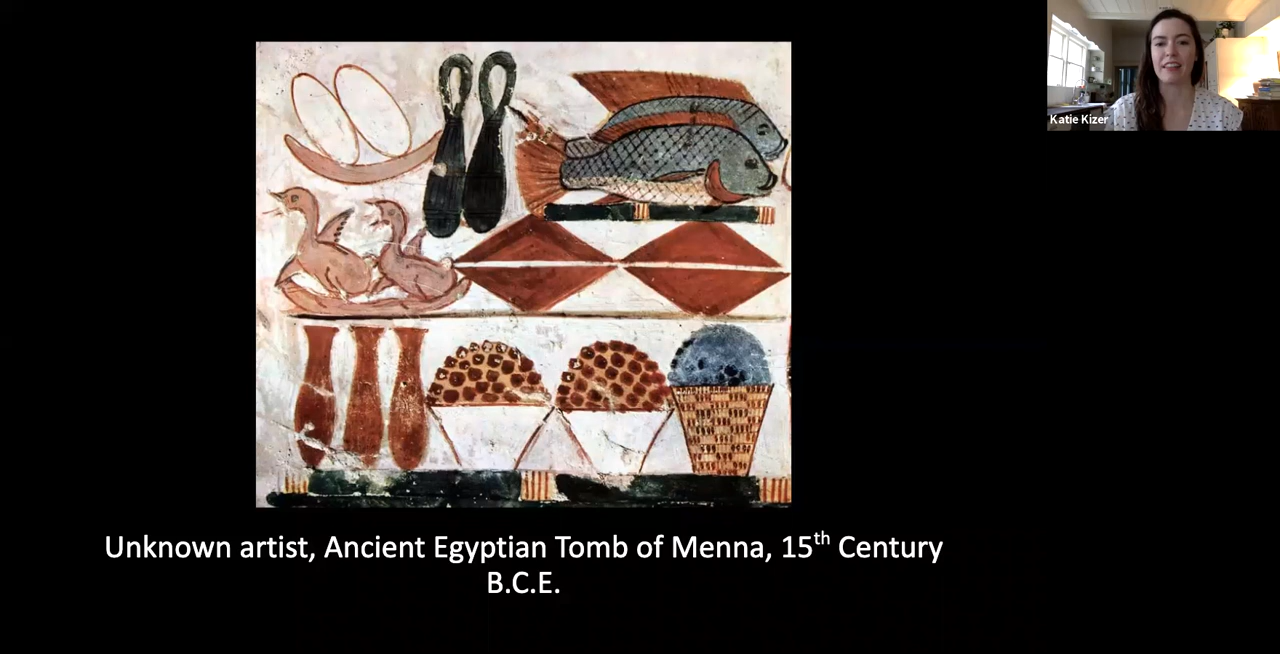 Katie Kizer
Unknown artist, Ancient Egyptian Tomb of Menna, 15th Century
B.C.E.